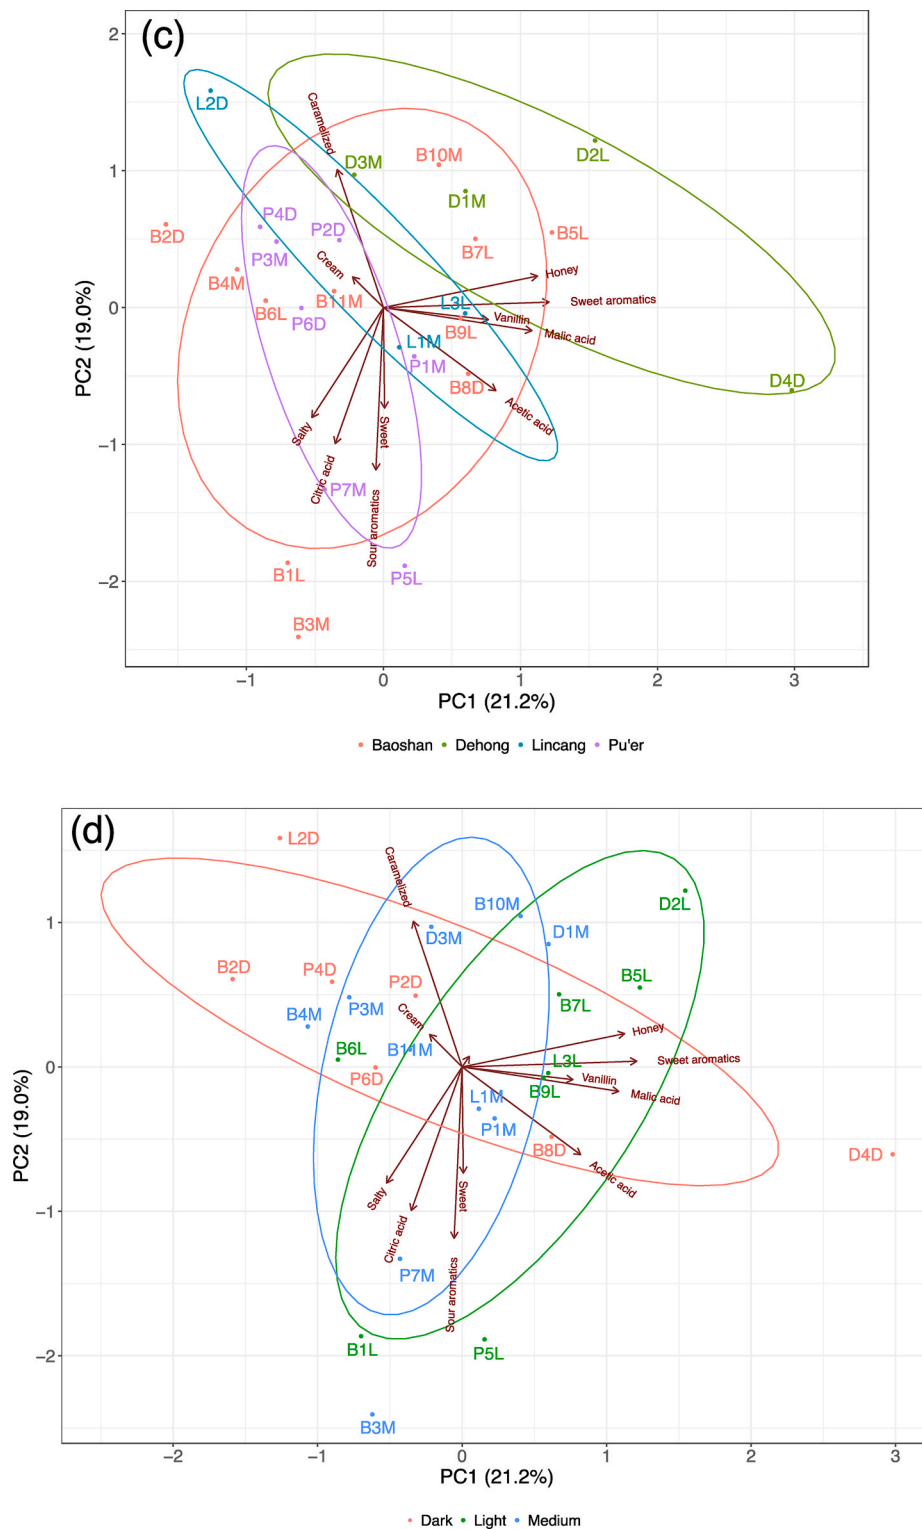 (c)
2
L2D
Caramelized
B10M
D2L
D3M
1
D1M
P4D
P2D
B2D
B5L
P3M
B7L
Cream
Honey
B4M
B11M
L3L
Sweet aromatics
B6L
0
P6D
Vanillin
B9L
Malic acid
L1M
P1M
PC2 (19.0%)
B8D
D4D
Acetic acid
Salty
Sweet
−1
Citric acid
P7M
Sour aromatics
B1L
P5L
−2
B3M
−1 0 1 2 3
PC1 (21.2%)
Baoshan Dehong Lincang Pu'er
(d)
L2D
Caramelized
B10M
D2L
1
D3M
D1M
B2D
P4D
B5L
P2D
B4M
P3M
B7L
Cream
Honey
B6L
B11M
L3L
Sweet aromatics
0
P6D
Vanillin
B9L
L1M
Malic acid
PC2 (19.0%)
P1M
B8D
D4D
Acetic acid
Salty
Sweet
−1
Citric acid
P7M
Sour aromatics
B1L
P5L
−2
B3M
−2 −1 0 1 2 3
PC1 (21.2%)
Dark Light Medium